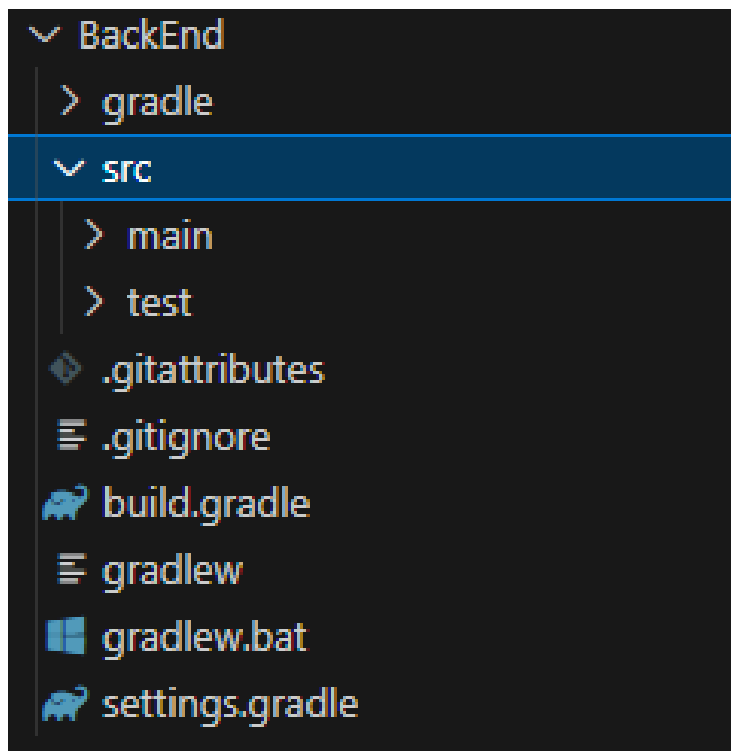 BackEnd
gradle
src
main
test
.gitattributes
.gitignore
build.gradle
gradlew
gradlew.bat
settings.gradle